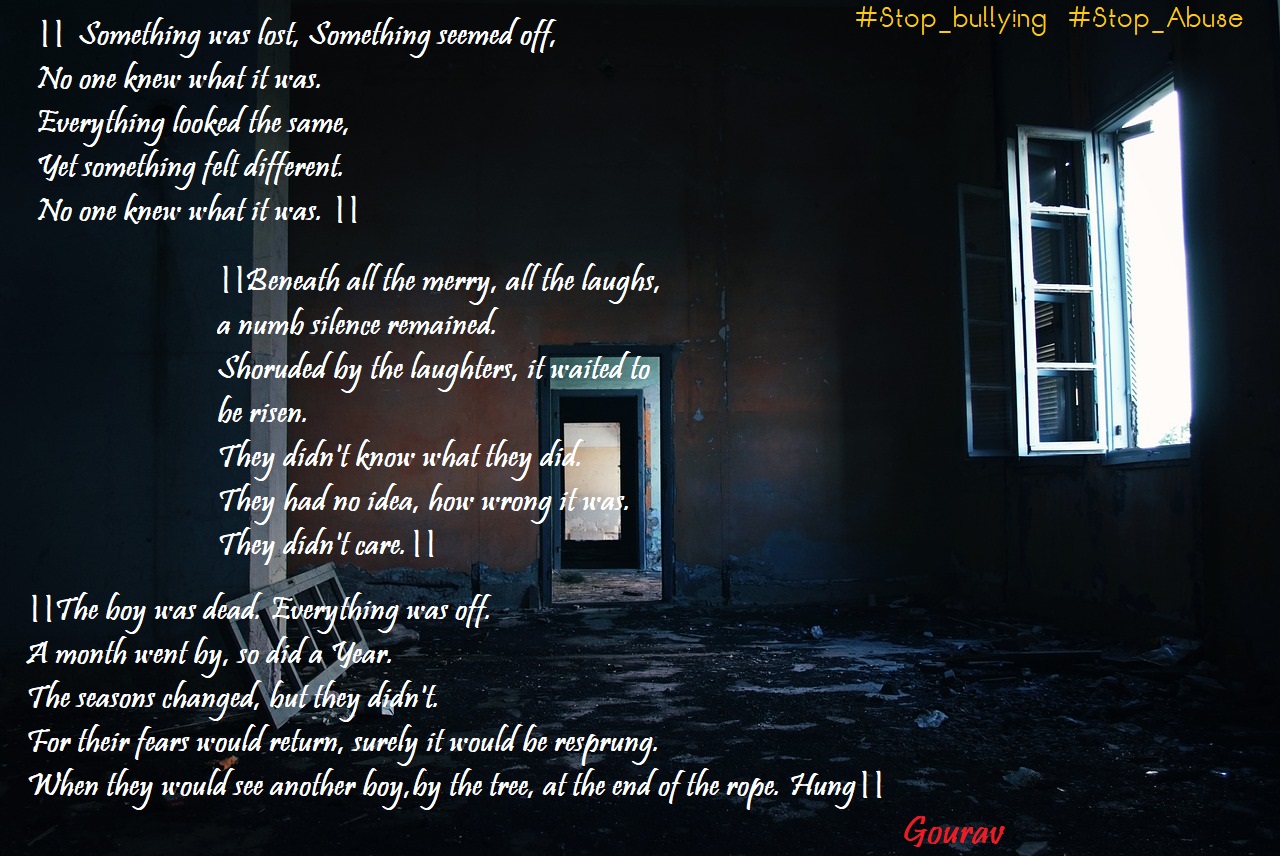 #Stop_bullying #Stop_Abuse
|| Something was lost, Something seemed off,
No one knew what it was.
Everything looked the same,
Yet something felt different.
No one knew what it was. ||
||Beneath all the merry, all the laughs,
a numb silence remained.
Shoruded by the laughters, it waited to
be risen.
They didn't know what they did.
They had no idea, how wrong it was.
They didn't care.||
||The boy was dead. Everything was off.
A month went by, so did a Year.
The seasons changed, but they didn't.
For their fears would return, surely it would be resprung.
When they would see another boy,by the tree, at the end of the rope. Hung||
Gourav